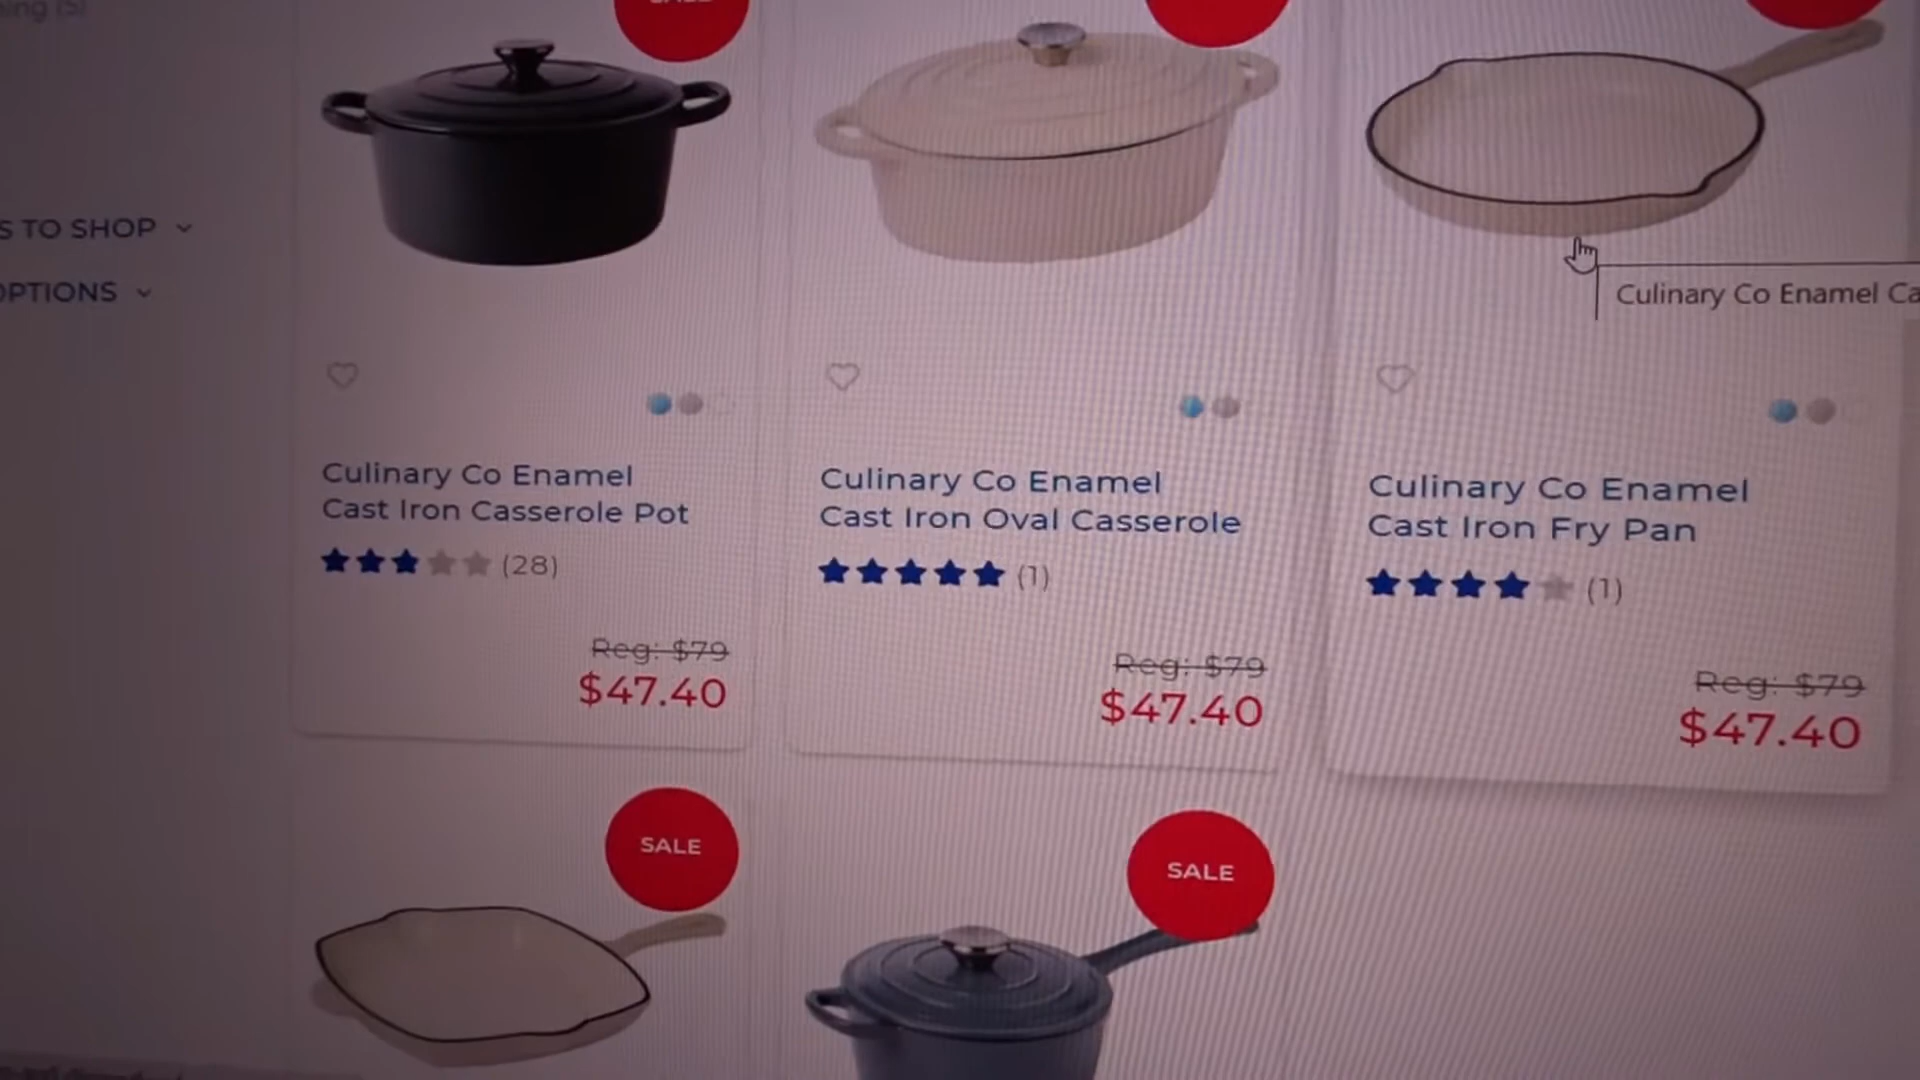 S TO SHOP
OPTIONS
Culinary Co Enamel Ca
Culinary Co Enamel
Cast Iron Casserole Pot
(28)
Reg: $79
$47.40
Culinary Co Enamel
Cast Iron Oval Casserole
(1)
Reg: $79
$47.40
Culinary Co Enamel
Cast Iron Fry Pan
(1)
Reg: $79
$47.40
SALE
SALE